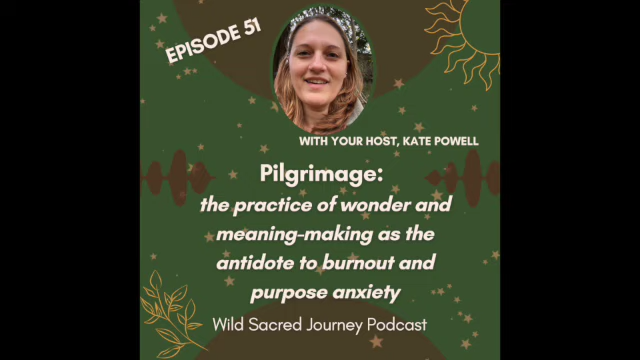 EPISODE 51
WITH YOUR HOST, KATE POWELL
Pilgrimage:
the practice of wonder and
meaning-making as the
antidote to burnout and
purpose anxiety
Wild Sacred Journey Podcast